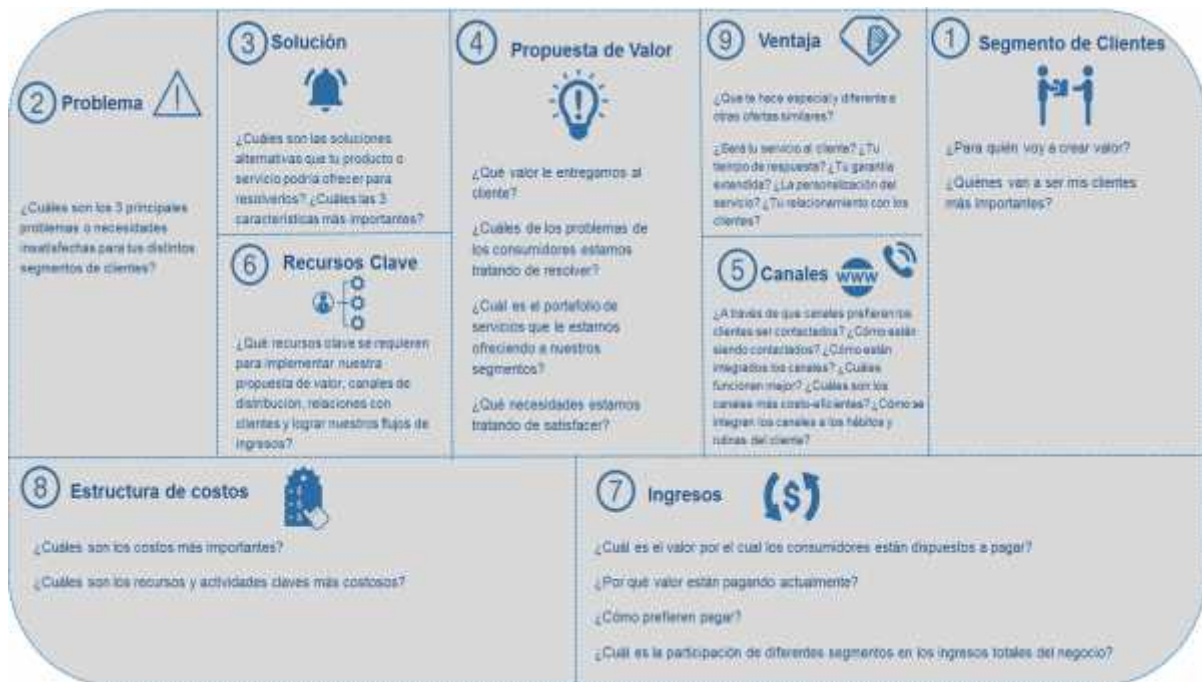 2 Problema
¿Cuáles son los 3 principales
problemas o necesidades
insatisfechas para tus distintos
segmentos de clientes?
3 Solución
¿Cuáles son las soluciones
alternativas que tu producto o
servicio podría ofrecer para
resolverlos? ¿Cuáles las 3
características más importantes?
6 Recursos Clave
¿Qué recursos clave se requieren
para implementar nuestra
propuesta de valor, canales de
distribución, relaciones con
clientes y lograr nuestros flujos de
ingresos?
4 Propuesta de Valor
¿Qué valor le entregamos al
cliente?
¿Cuáles de los problemas de
los consumidores estamos
tratando de resolver?
¿Cuál es el portafolio de
servicios que le estamos
ofreciendo a nuestros
segmentos?
¿Qué necesidades estamos
tratando de satisfacer?
9 Ventaja
¿Que te hace especial y diferente a
otras ofertas similares?
¿Será tu servicio al cliente? ¿Tu
tiempo de respuesta? ¿Tu garantía
extendida? ¿La personalización del
servicio? ¿Tu relacionamiento con los
clientes?
5 Canales www
¿A través de que canales prefieren los
clientes ser contactados? ¿Cómo están
siendo contactados? ¿Cómo están
integrados los canales? ¿Cuáles
funcionan mejor? ¿Cuáles son los
canales más costo-eficientes? ¿Cómo se
integran los canales a los hábitos y
rutinas del cliente?
1 Segmento de Clientes
¿Para quién voy a crear valor?
¿Quiénes van a ser mis clientes
más importantes?
8 Estructura de costos
¿Cuáles son los costos más importantes?
¿Cuáles son los recursos y actividades claves más costosos?
7 Ingresos $
¿Cuál es el valor por el cual los consumidores están dispuestos a pagar?
¿Por qué valor están pagando actualmente?
¿Cómo prefieren pagar?
¿Cuál es la participación de diferentes segmentos en los ingresos totales del negocio?